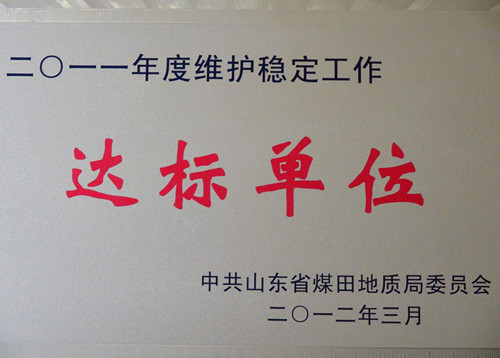 二〇一一年度维护稳定工作
达标单位
中共山东省煤田地质局委员会
二〇一二年三月